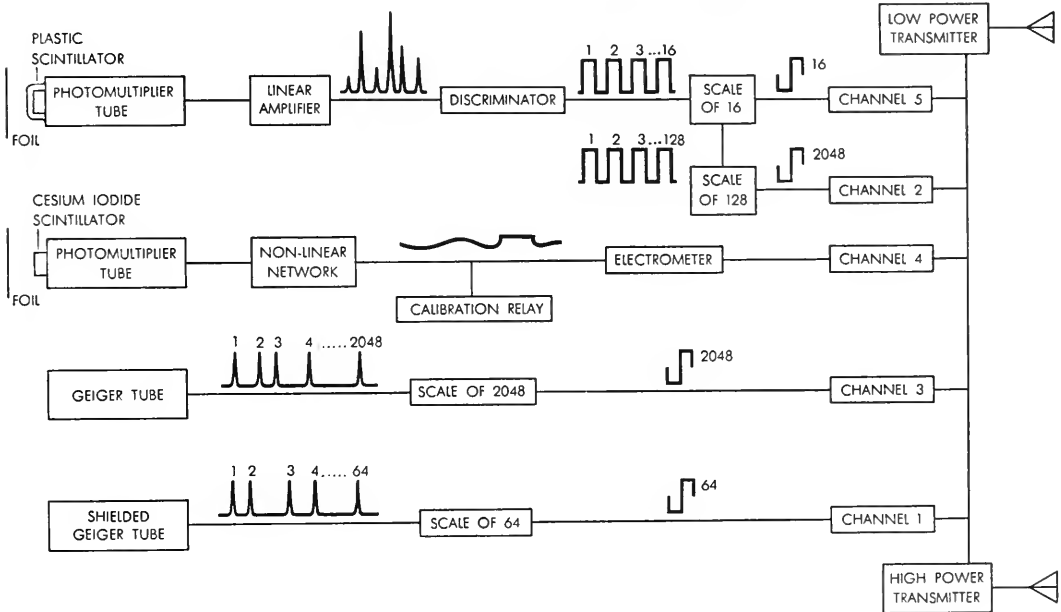 LOW POWER
TRANSMITTER
PLASTIC
SCINTILLATOR
1 2 3 ...16
16
PHOTOMULTIPLIER
TUBE
LINEAR
AMPLIFIER
DISCRIMINATOR
SCALE
OF 16
CHANNEL 5
FOIL
1 2 3 ...128
2048
SCALE
OF 128
CHANNEL 2
CESIUM IODIDE
SCINTILLATOR
PHOTOMULTIPLIER
TUBE
NON-LINEAR
NETWORK
ELECTROMETER
CHANNEL 4
FOIL
CALIBRATION RELAY
1 2 3 4 ..... 2048
2048
GEIGER TUBE
SCALE OF 2048
CHANNEL 3
1 2 3 4 ..... 64
64
SHIELDED
GEIGER TUBE
SCALE OF 64
CHANNEL 1
HIGH POWER
TRANSMITTER